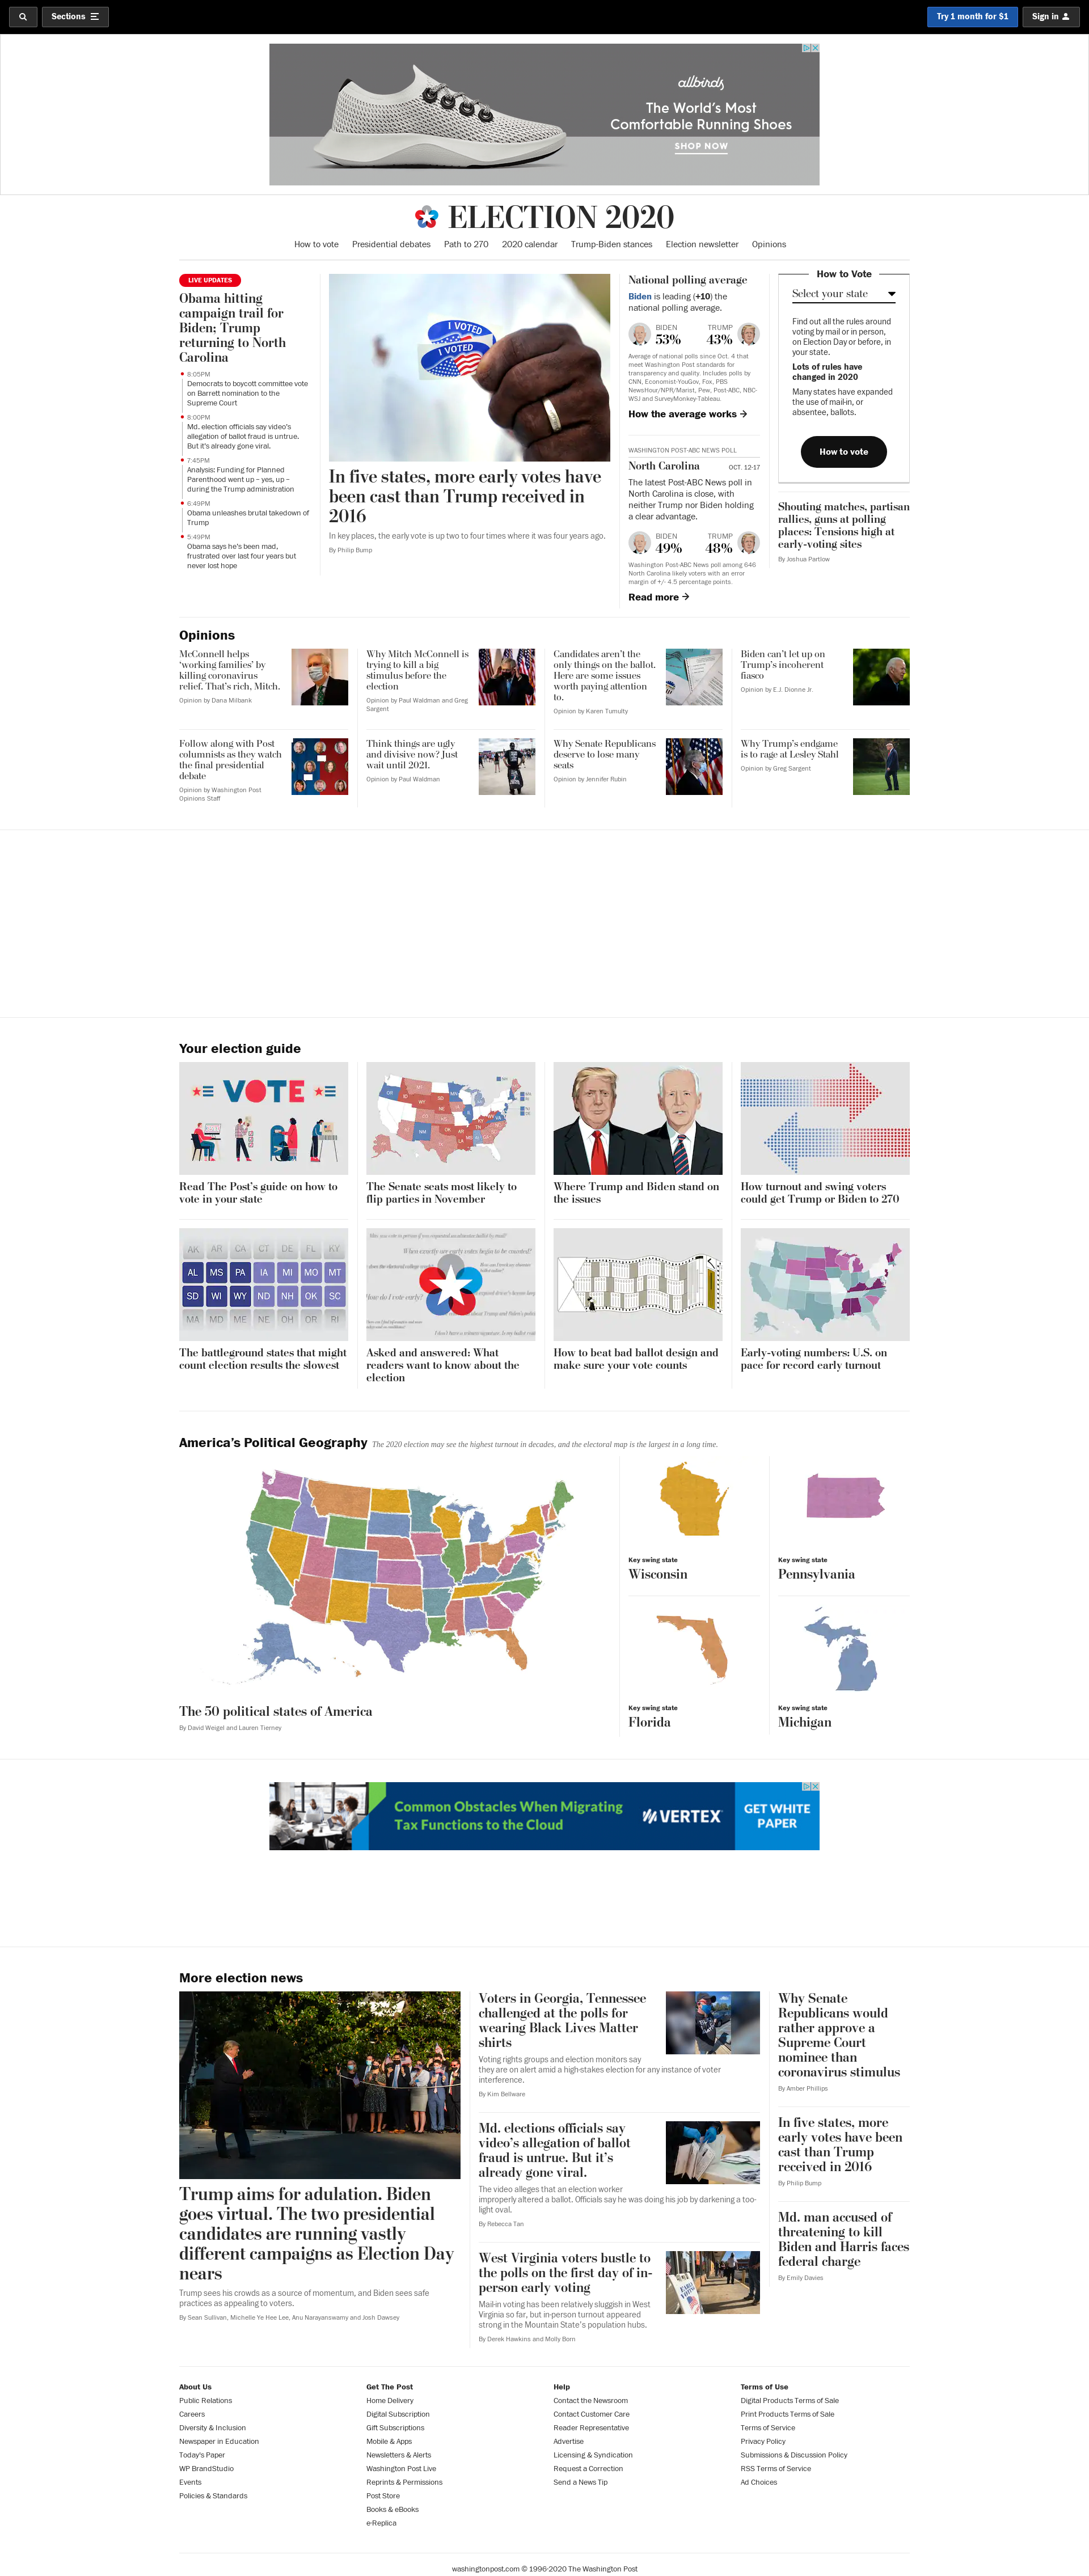 Sections
Try 1 month for $1
Sign in
allbirds
The World's Most
Comfortable Running Shoes
SHOP NOW
ELECTION 2020
How to vote
Presidential debates
Path to 270
2020 calendar
Trump-Biden stances
Election newsletter
Opinions
LIVE UPDATES
Obama hitting
campaign trail for
Biden; Trump
returning to North
Carolina
8:05PM
Democrats to boycott committee vote
on Barrett nomination to the
Supreme Court
8:00PM
Md. election officials say video's
allegation of ballot fraud is untrue.
But it's already gone viral.
7:45PM
Analysis: Funding for Planned
Parenthood went up – yes, up –
during the Trump administration
6:49PM
Obama unleashes brutal takedown of
Trump
5:49PM
Obama says he's been mad,
frustrated over last four years but
never lost hope
I VOTED
I VOTED
In five states, more early votes have
been cast than Trump received in
2016
In key places, the early vote is up two to four times where it was four years ago.
By Philip Bump
National polling average
Biden is leading (+10) the
national polling average.
BIDEN
53%
TRUMP
43%
Average of national polls since Oct. 4 that
meet Washington Post standards for
transparency and quality. Includes polls by
CNN, Economist-YouGov, Fox, PBS
NewsHour/NPR/Marist, Pew, Post-ABC, NBC-
WSJ and SurveyMonkey-Tableau.
How the average works →
WASHINGTON POST-ABC NEWS POLL
North Carolina
OCT. 12-17
The latest Post-ABC News poll in
North Carolina is close, with
neither Trump nor Biden holding
a clear advantage.
BIDEN
49%
TRUMP
48%
Washington Post-ABC News poll among 646
North Carolina likely voters with an error
margin of +/- 4.5 percentage points.
Read more →
How to Vote
Select your state
Find out all the rules around
voting by mail or in person,
on Election Day or before, in
your state.
Lots of rules have
changed in 2020
Many states have expanded
the use of mail-in, or
absentee, ballots.
How to vote
Shouting matches, partisan
rallies, guns at polling
places: Tensions high at
early-voting sites
By Joshua Partlow
Opinions
McConnell helps
'working families' by
killing coronavirus
relief. That's rich, Mitch.
Opinion by Dana Milbank
Why Mitch McConnell is
trying to kill a big
stimulus before the
election
Opinion by Paul Waldman and Greg
Sargent
Candidates aren't the
only things on the ballot.
Here are some issues
worth paying attention
to.
Opinion by Karen Tumulty
Biden can't let up on
Trump's incoherent
fiasco
Opinion by E.J. Dionne Jr.
Follow along with Post
columnists as they watch
the final presidential
debate
Opinion by Washington Post
Opinions Staff
Think things are ugly
and divisive now? Just
wait until 2021.
Opinion by Paul Waldman
Why Senate Republicans
deserve to lose many
seats
Opinion by Jennifer Rubin
Why Trump's endgame
is to rage at Lesley Stahl
Opinion by Greg Sargent
Your election guide
VOTE
Read The Post's guide on how to
vote in your state
The Senate seats most likely to
flip parties in November
Where Trump and Biden stand on
the issues
How turnout and swing voters
could get Trump or Biden to 270
AK AR CA CT DE FL KY
AL MS PA IA MI MO MT
SD WI WY ND NH OK SC
MA MD ME NE OH OR RI
The battleground states that might
count election results the slowest
Asked and answered: What
readers want to know about the
election
How to beat bad ballot design and
make sure your vote counts
Early-voting numbers: U.S. on
pace for record early turnout
America's Political Geography
The 2020 election may see the highest turnout in decades, and the electoral map is the largest in a long time.
The 50 political states of America
By David Weigel and Lauren Tierney
Key swing state
Wisconsin
Key swing state
Pennsylvania
Key swing state
Florida
Key swing state
Michigan
Common Obstacles When Migrating
Tax Functions to the Cloud
VERTEX
GET WHITE
PAPER
More election news
Trump aims for adulation. Biden
goes virtual. The two presidential
candidates are running vastly
different campaigns as Election Day
nears
Trump sees his crowds as a source of momentum, and Biden sees safe
practices as appealing to voters.
By Sean Sullivan, Michelle Ye Hee Lee, Anu Narayanswamy and Josh Dawsey
Voters in Georgia, Tennessee
challenged at the polls for
wearing Black Lives Matter
shirts
Voting rights groups and election monitors say
they are on alert amid a high-stakes election for any instance of voter
interference.
By Kim Bellware
Md. elections officials say
video's allegation of ballot
fraud is untrue. But it's
already gone viral.
The video alleges that an election worker
improperly altered a ballot. Officials say he was doing his job by darkening a too-
light oval.
By Rebecca Tan
West Virginia voters bustle to
the polls on the first day of in-
person early voting
Mail-in voting has been relatively sluggish in West
Virginia so far, but in-person turnout appeared
strong in the Mountain State's population hubs.
By Derek Hawkins and Molly Born
Why Senate
Republicans would
rather approve a
Supreme Court
nominee than
coronavirus stimulus
By Amber Phillips
In five states, more
early votes have been
cast than Trump
received in 2016
By Philip Bump
Md. man accused of
threatening to kill
Biden and Harris faces
federal charge
By Emily Davies
About Us
Public Relations
Careers
Diversity & Inclusion
Newspaper in Education
Today's Paper
WP BrandStudio
Events
Policies & Standards
Get The Post
Home Delivery
Digital Subscription
Gift Subscriptions
Mobile & Apps
Newsletters & Alerts
Washington Post Live
Reprints & Permissions
Post Store
Books & eBooks
e-Replica
Help
Contact the Newsroom
Contact Customer Care
Reader Representative
Advertise
Licensing & Syndication
Request a Correction
Send a News Tip
Terms of Use
Digital Products Terms of Sale
Print Products Terms of Sale
Terms of Service
Privacy Policy
Submissions & Discussion Policy
RSS Terms of Service
Ad Choices
washingtonpost.com © 1996-2020 The Washington Post